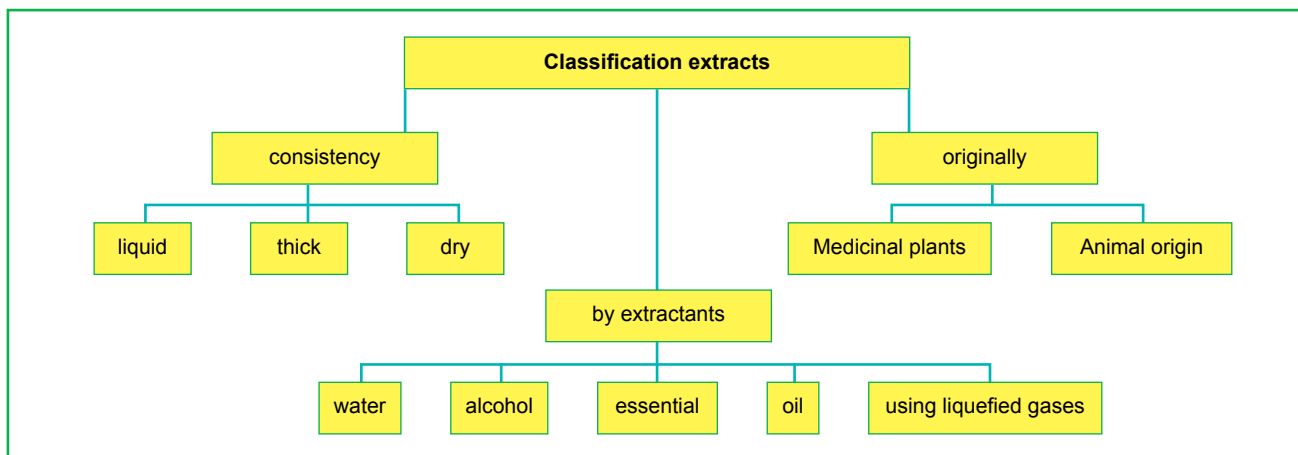 Classification extracts
consistency
originally
liquid
thick
dry
Medicinal plants
Animal origin
by extractants
water
alcohol
essential
oil
using liquefied gases